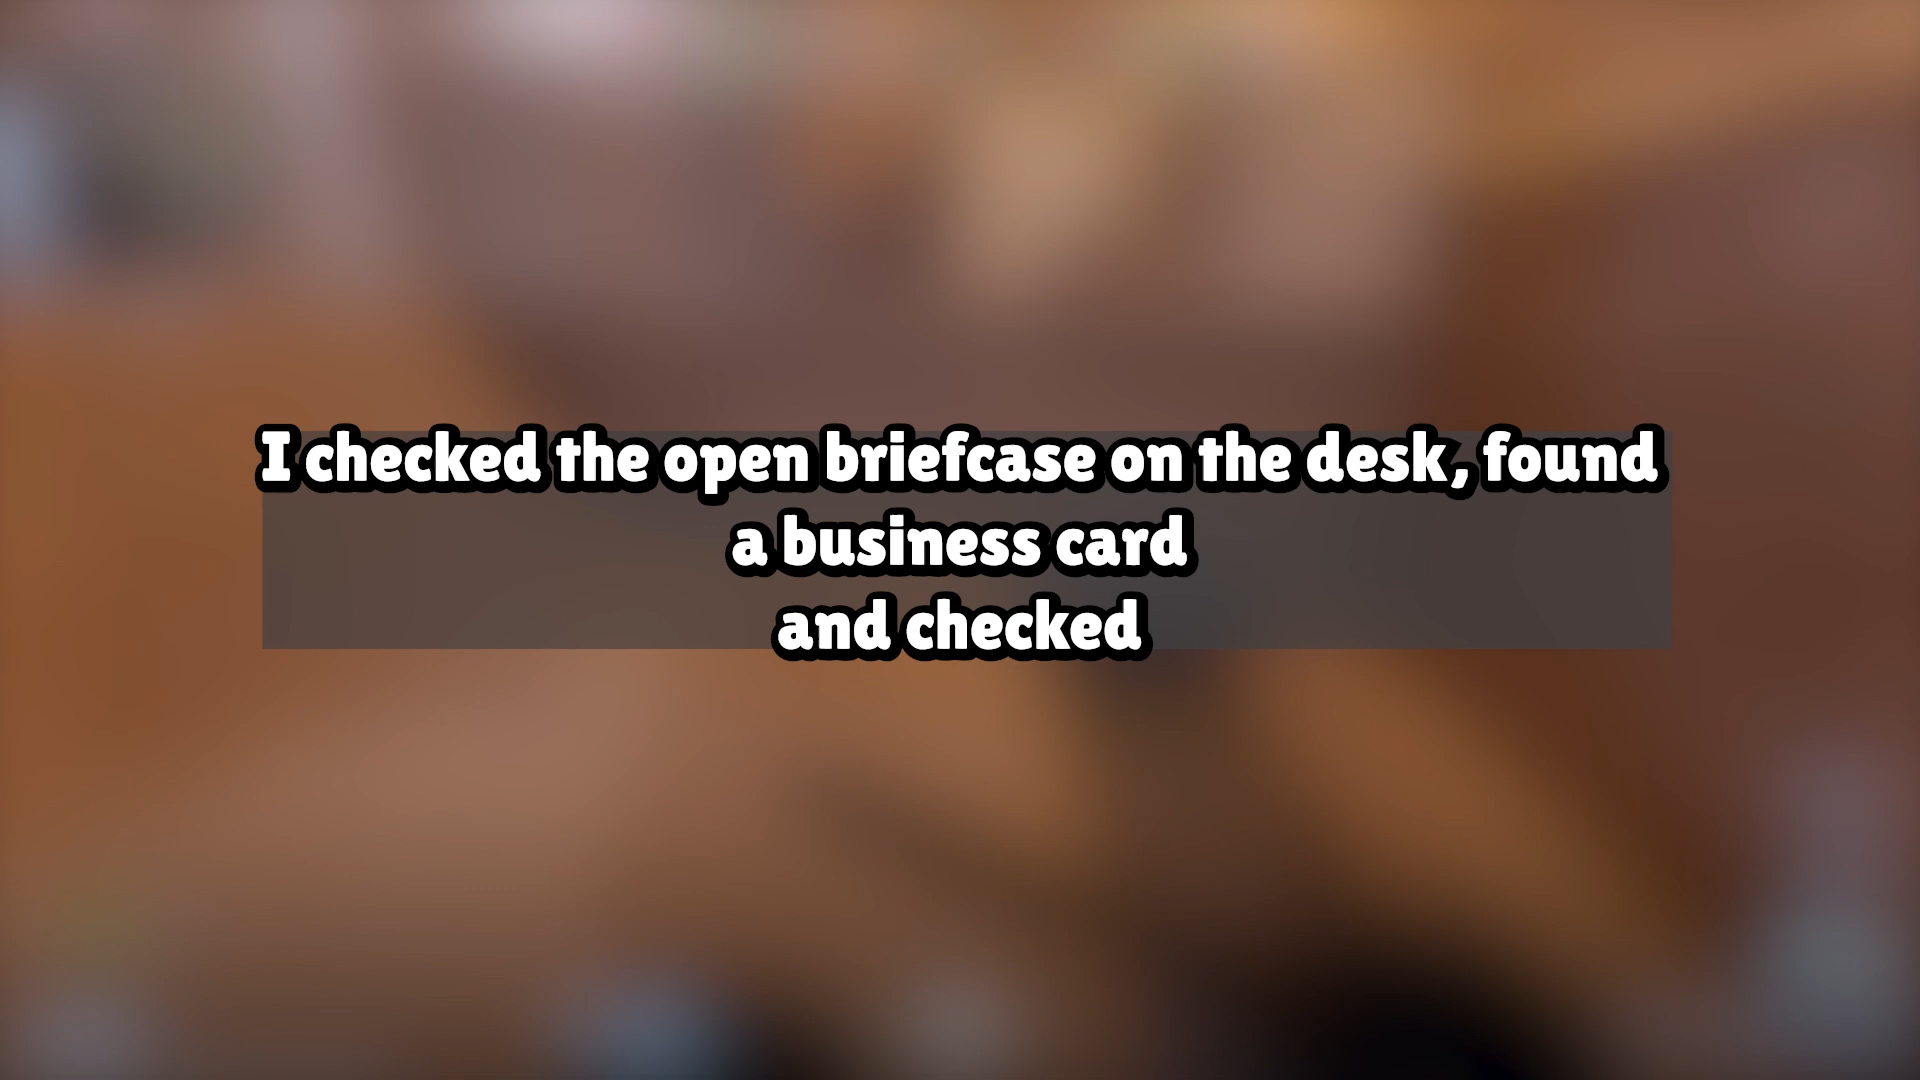 I checked the open briefcase on the desk, found
a business card
and checked